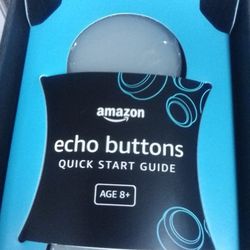 amazon
echo buttons
QUICK START GUIDE
AGE 8+